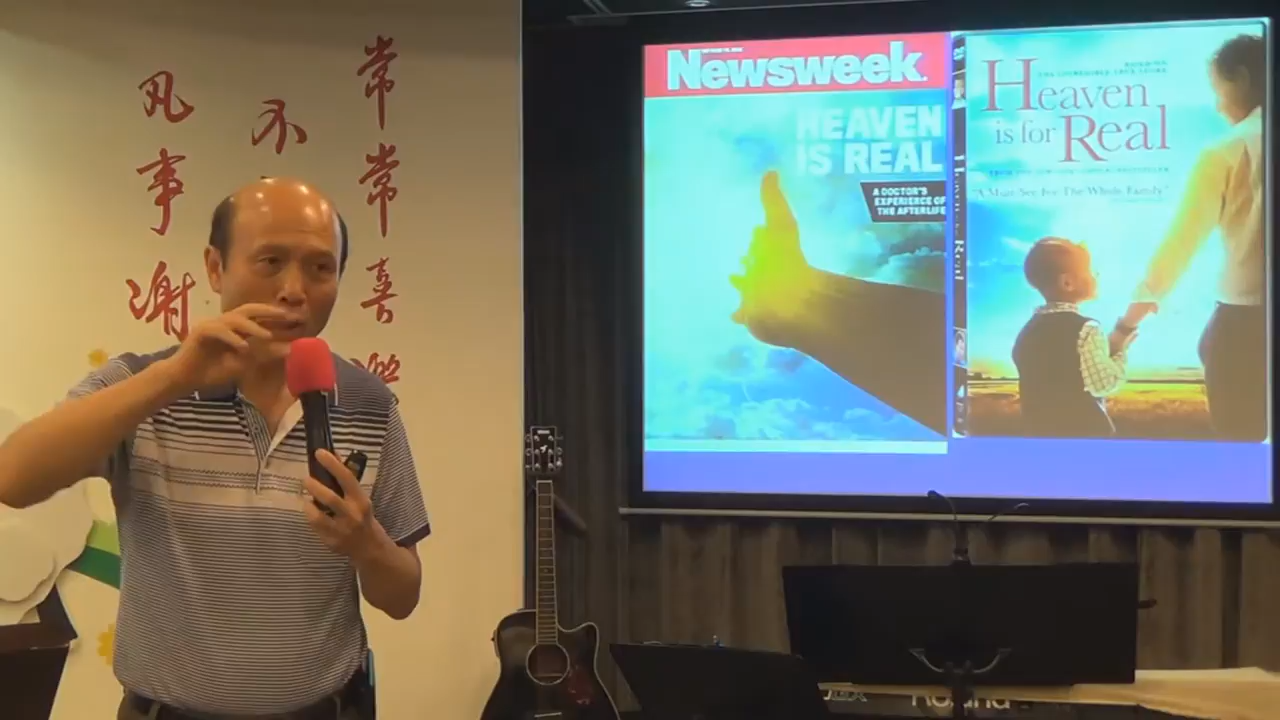 常常喜
不
凡事谢
Newsweek
HEAVEN
IS REAL
A DOCTOR'S
EXPERIENCE OF
THE AFTERLIFE
Heaven
is for Real
"A Must-See For The Whole Family"
Roland